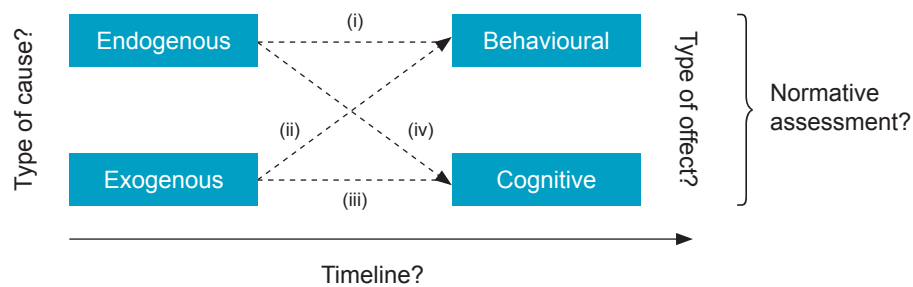 Type of cause?
Endogenous
(i)
Behavioural
(ii)
(iv)
Exogenous
(iii)
Cognitive
Type of offect?
Normative
assessment?
Timeline?